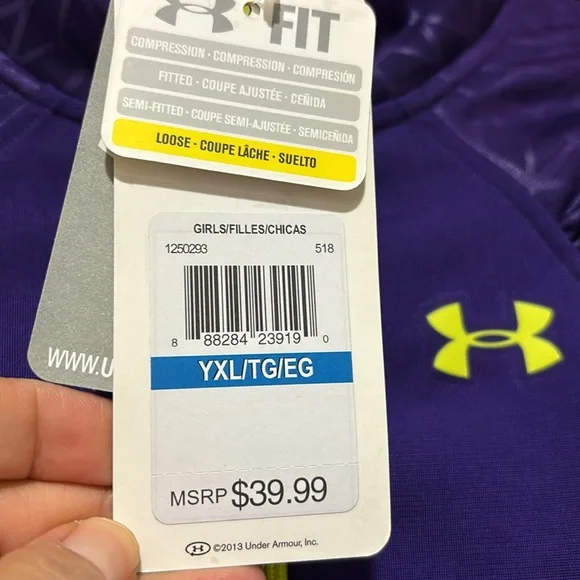 FIT
COMPRESSION · COMPRESSION · COMPRESIÓN
FITTED · COUPE AJUSTÉE · CEÑIDA
SEMI-FITTED · COUPE SEMI-AJUSTÉE · SEMICEÑIDA
LOOSE · COUPE LÂCHE · SUELTO
GIRLS/FILLES/CHICAS
1250293 518
8 88284 23919 0
YXL/TG/EG
MSRP $39.99
©2013 Under Armour, Inc.
WWW.U